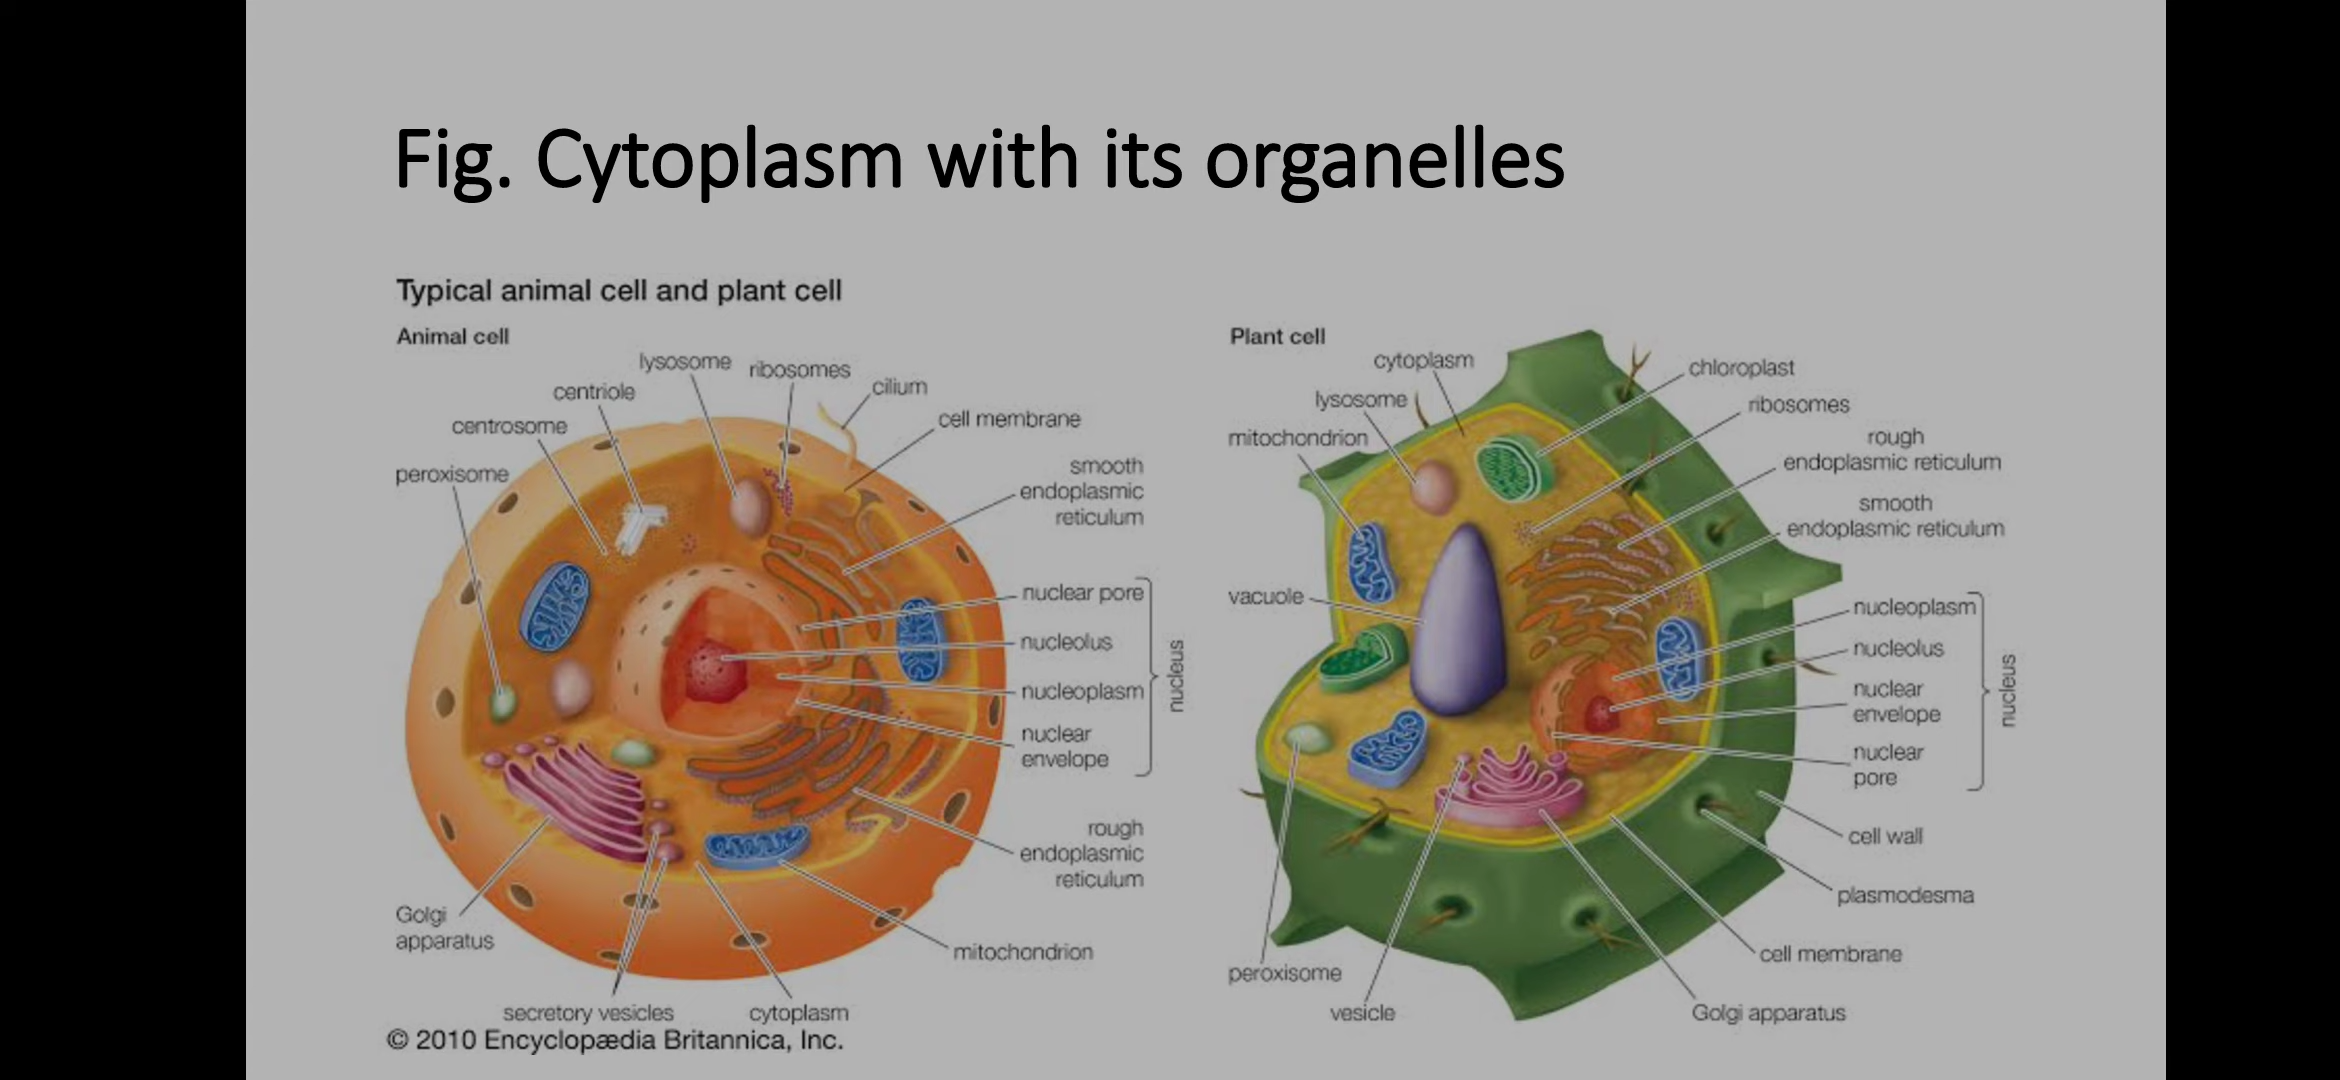 Fig. Cytoplasm with its organelles
Typical animal cell and plant cell
Animal cell
lysosome
ribosomes
cilium
centriole
cell membrane
centrosome
peroxisome
smooth
endoplasmic
reticulum
nuclear pore
nucleolus
nucleoplasm
nuclear
envelope
nucleus
rough
endoplasmic
reticulum
Golgi
apparatus
mitochondrion
secretory vesicles
cytoplasm
Plant cell
cytoplasm
chloroplast
lysosome
ribosomes
mitochondrion
rough
endoplasmic reticulum
smooth
endoplasmic reticulum
vacuole
nucleoplasm
nucleolus
nuclear
envelope
nuclear
pore
nucleus
cell wall
plasmodesma
cell membrane
peroxisome
vesicle
Golgi apparatus
© 2010 Encyclopædia Britannica, Inc.